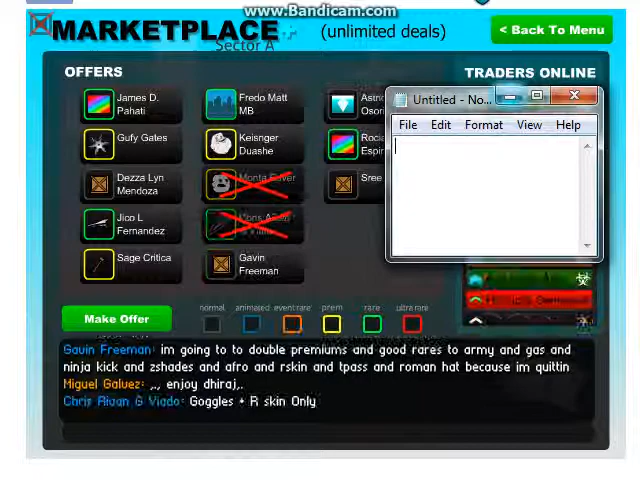 www.Bandicam.com
MARKETPLACE
(unlimited deals)
< Back To Menu
Sector A
OFFERS
TRADERS ONLINE
James D. Pahati
Fredo Matt MB
Gufy Gates
Keisnger Duashe
Dezza Lyn Mendoza
Sree
Jico L Fernandez
Sage Critica
Gavin Freeman
Untitled - No...
File Edit Format View Help
Make Offer
normal animated event rare prem rare ultra rare
Gavin Freeman: im going to to double premiums and good rares to army and gas and
ninja kick and zshades and afro and rskin and tpass and roman hat because im quittin
Miguel Galvez: ,,, enjoy dhiraj,.
Chris Rivan G Viado: Goggles + R skin Only